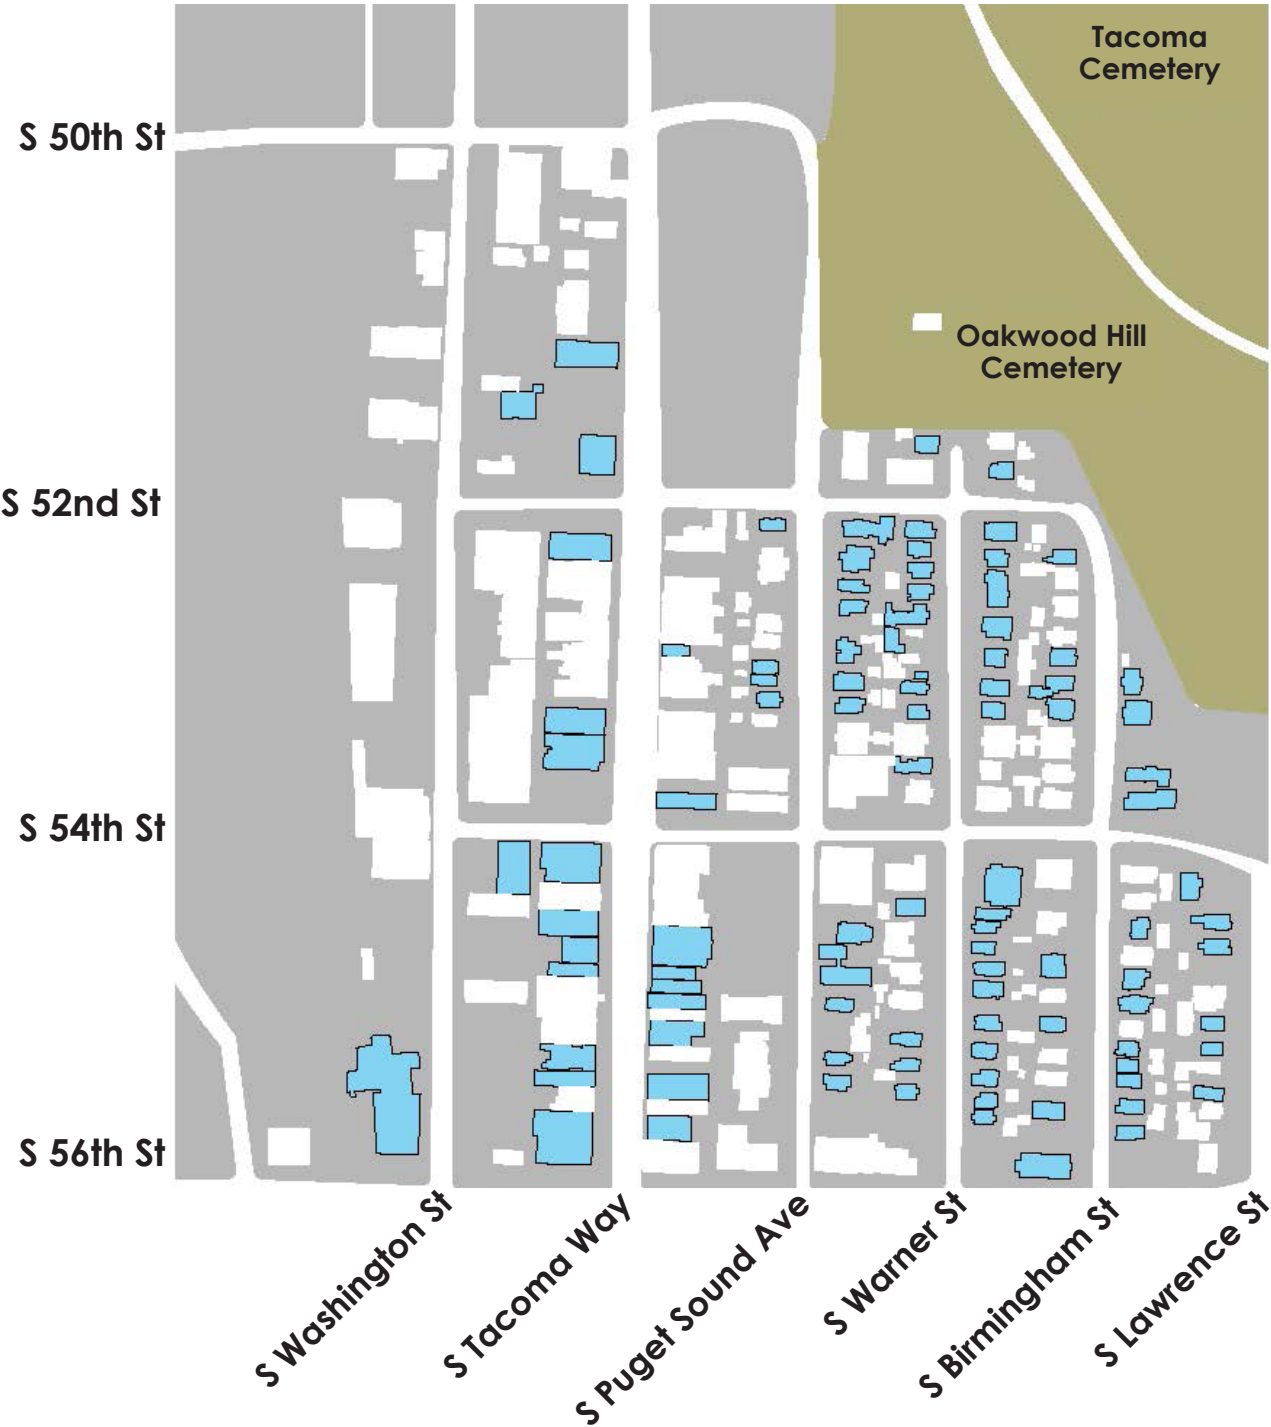 Tacoma
Cemetery
S 50th St
Oakwood Hill
Cemetery
S 52nd St
S 54th St
S 56th St
S Washington St
S Tacoma Way
S Puget Sound Ave
S Warner St
S Birmingham St
S Lawrence St